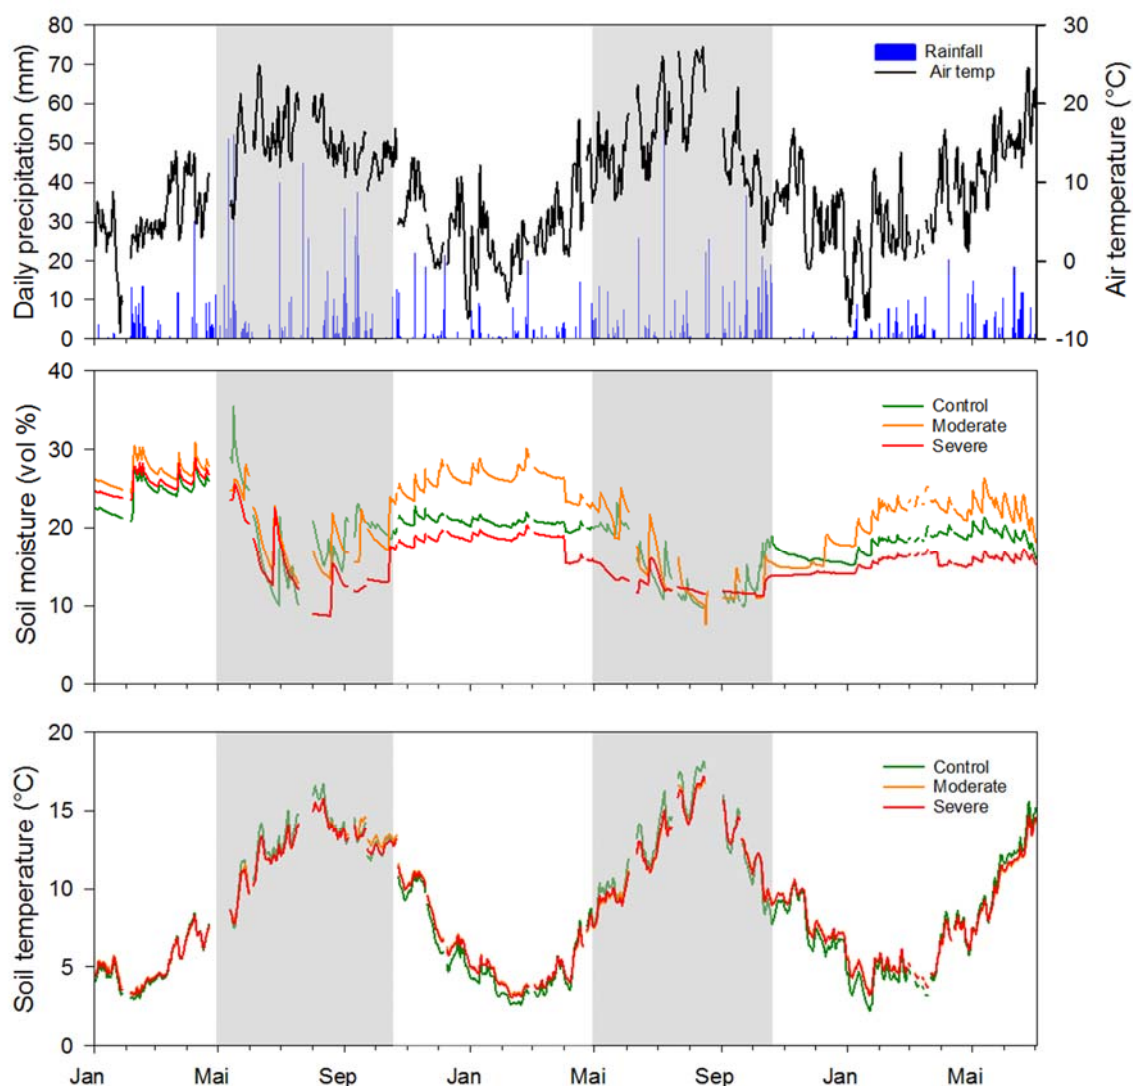 Daily precipitation (mm)
80
70
60
50
40
30
20
10
0
Rainfall
Air temp
30
20
10
0
-10
Air temperature (°C)
Soil moisture (vol %)
40
30
20
10
0
Control
Moderate
Severe
Soil temperature (°C)
20
15
10
5
0
Control
Moderate
Severe
Jan Mai Sep Jan Mai Sep Jan Mai